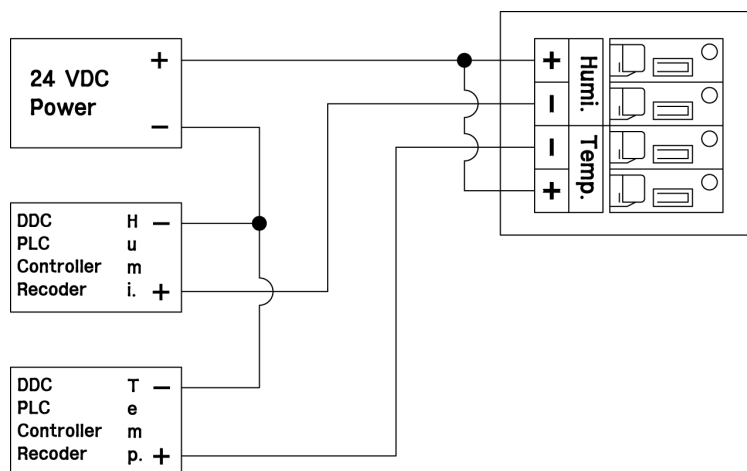 24 VDC
Power
+
−
DDC H −
PLC u
Controller m
Recoder i. +
DDC T −
PLC e
Controller m
Recoder p. +
+
−
Humi.
−
+
Temp.